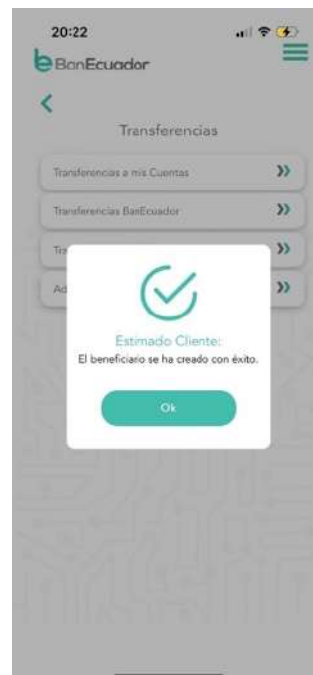 20:22
BanEcuador
Transferencias
Transferencias a mis Cuentas
Transferencias BanEcuador
Estimado Cliente:
El beneficiario se ha creado con éxito.
Ok